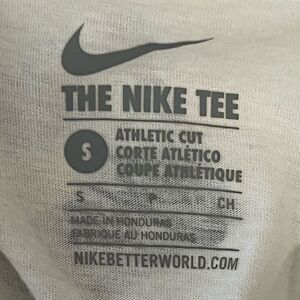 THE NIKE TEE
S
ATHLETIC CUT
CORTE ATLÉTICO
COUPE ATHLÉTIQUE
S P CH
MADE IN HONDURAS
FABRIQUÉ AU HONDURAS
NIKEBETTERWORLD.COM